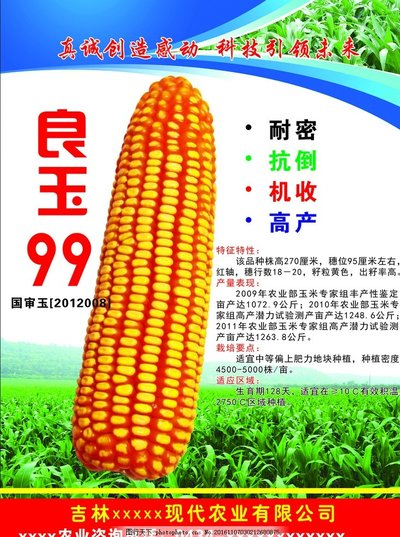 真诚创造感动 科技引领未来
良玉99
国审玉[2012008]
·耐密
·抗倒
·机收
·高产
特征特性：
该品种株高270厘米，穗位95厘米左右，
红轴，穗行数18-20，籽粒黄色，出籽率高。
产量表现：
2009年农业部玉米专家组丰产性鉴定
亩产达1072.9公斤；2010年农业部玉米专
家组高产潜力试验测产亩产达1248.6公斤；
2011年农业部玉米专家组高产潜力试验测
产亩产达1263.8公斤。
栽培要点：
适宜中等偏上肥力地块种植，种植密度
4500-5000株/亩。
适应区域：
生育期128天，适宜在≥10℃有效积温
2750℃区域种植。
吉林xxxxx现代农业有限公司
图行天下 photophoto.cn No.20161107030212600875
xxxxx农业咨询